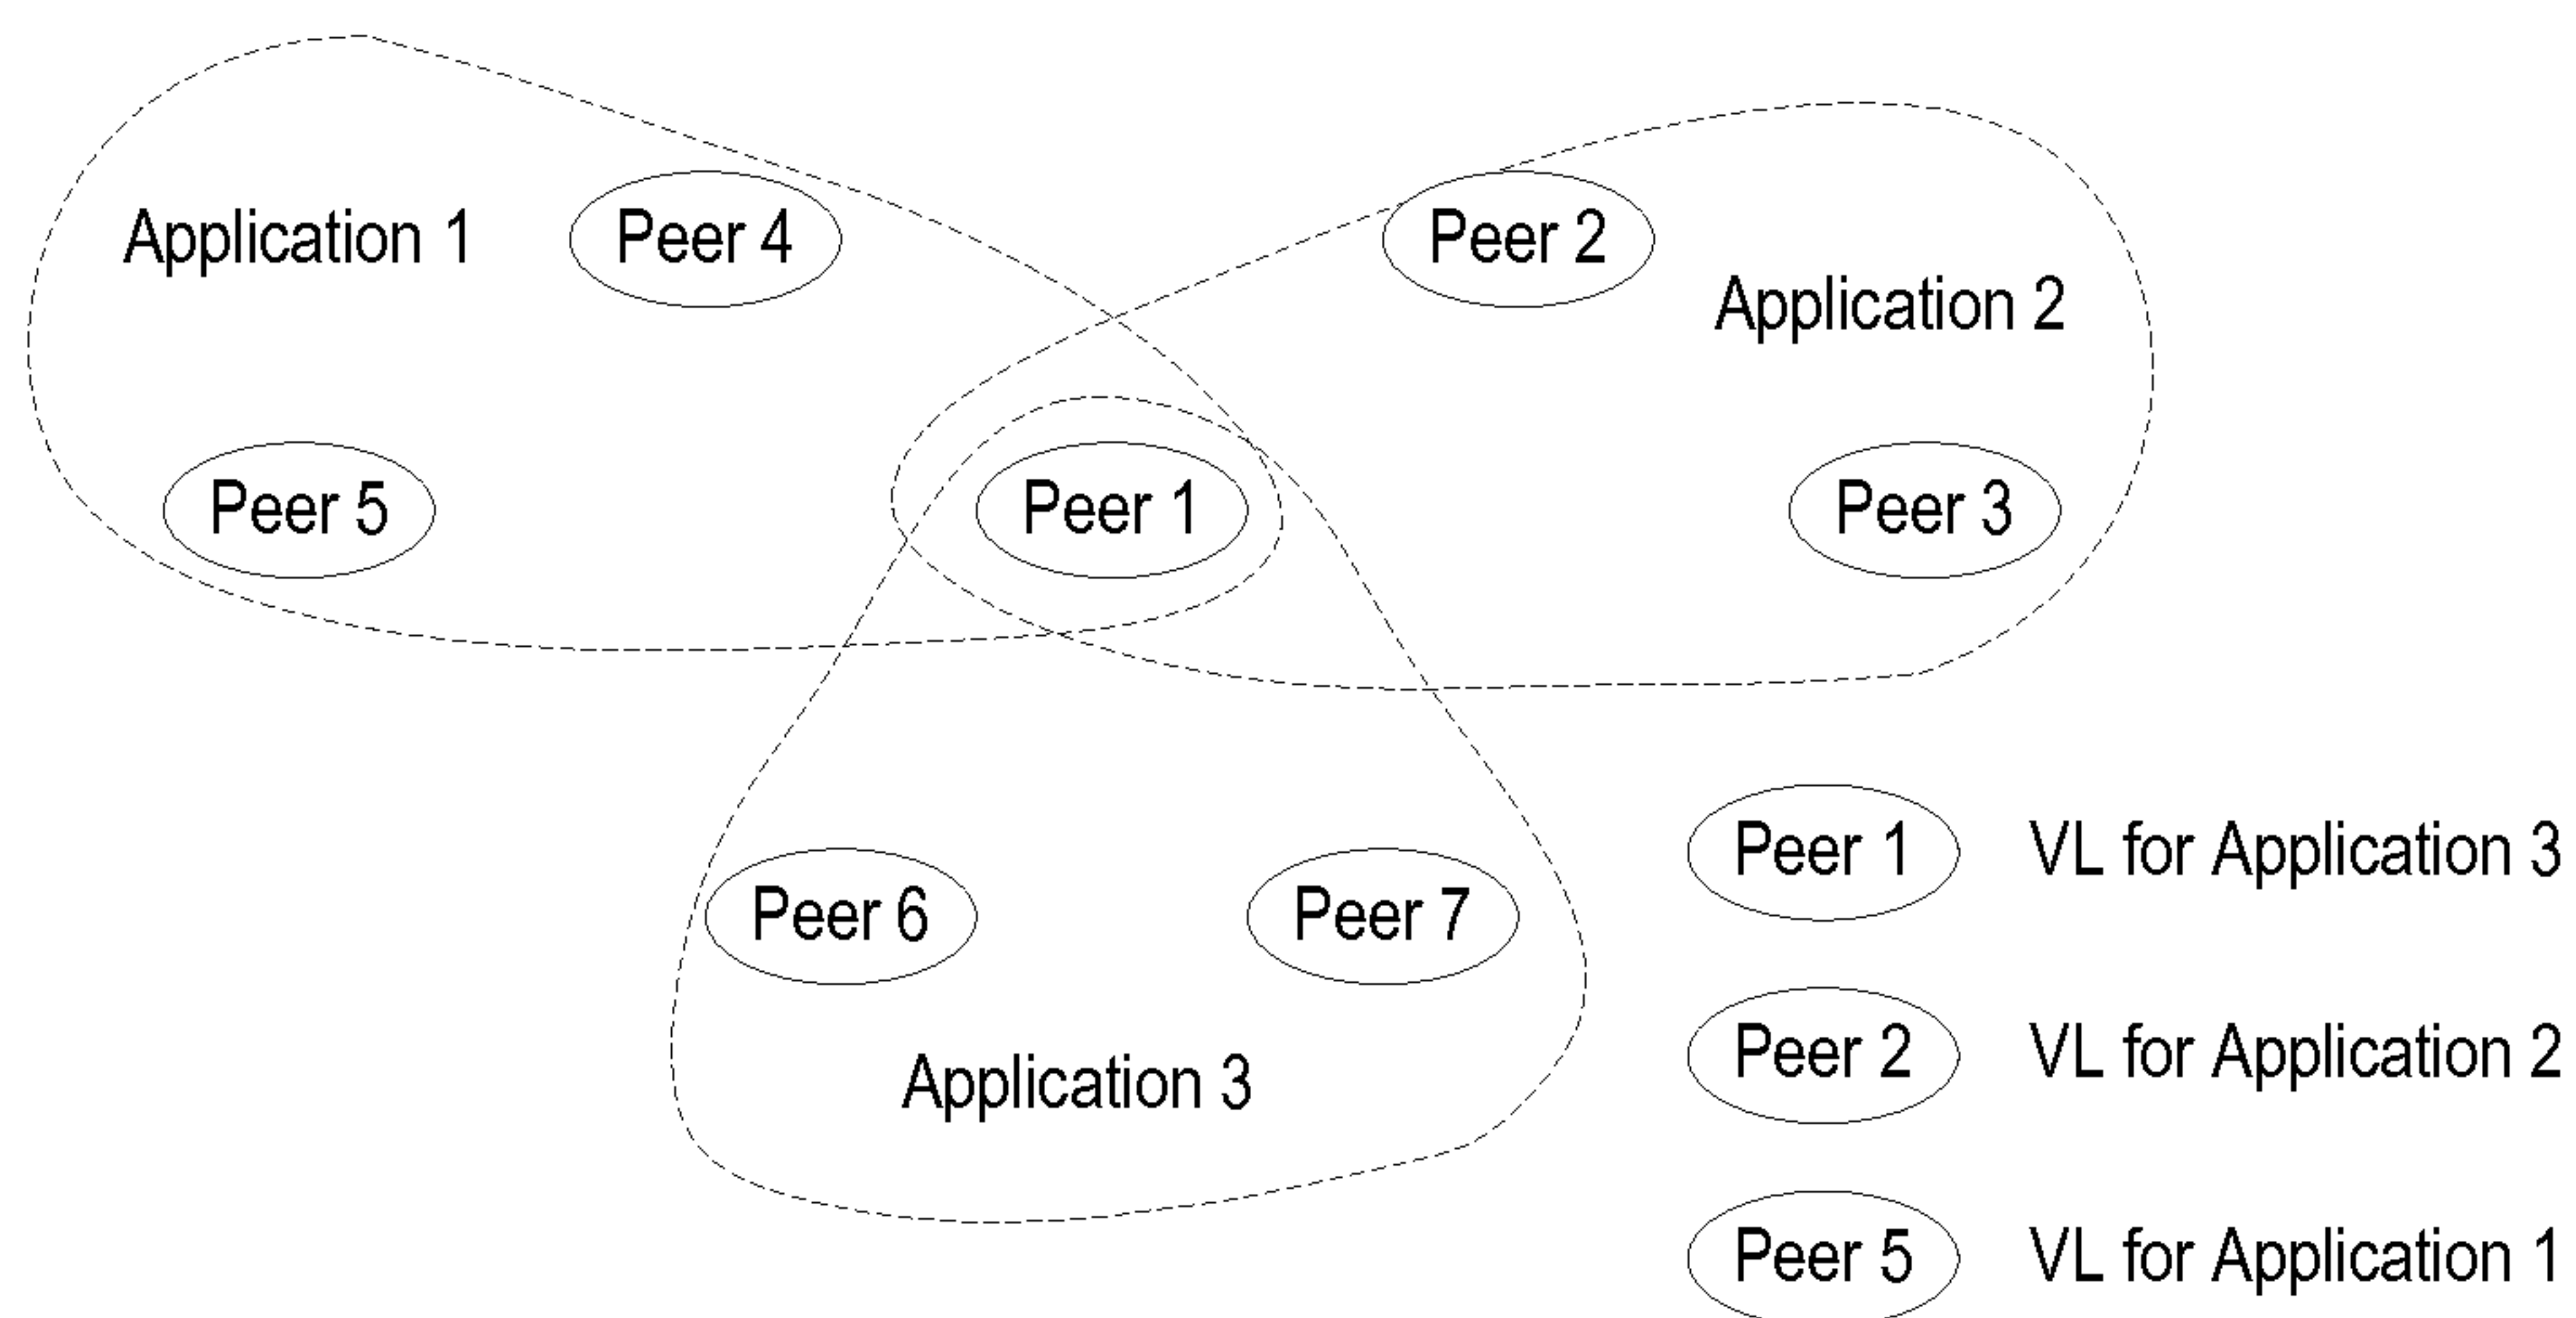 Application 1
Peer 4
Peer 2
Application 2
Peer 5
Peer 1
Peer 3
Peer 6
Peer 7
Application 3
Peer 1 VL for Application 3
Peer 2 VL for Application 2
Peer 5 VL for Application 1